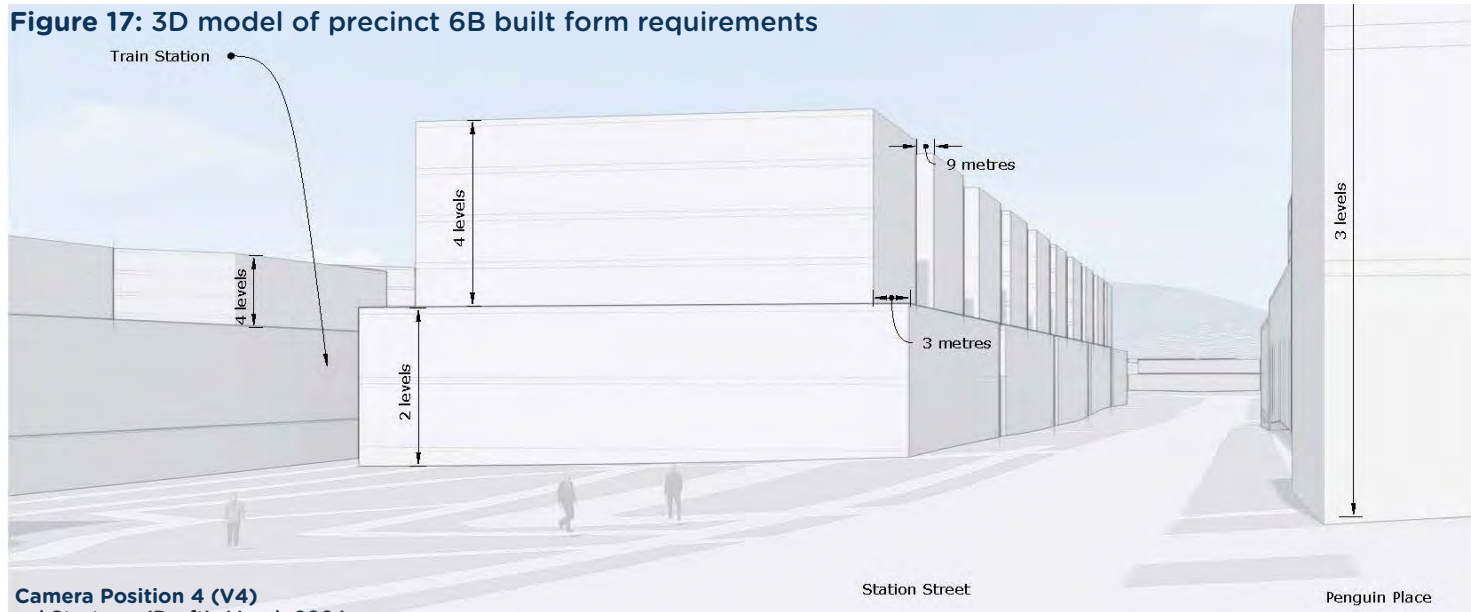 Figure 17: 3D model of precinct 6B built form requirements
Train Station
9 metres
4 levels
3 levels
4 levels
3 metres
2 levels
Station Street
Camera Position 4 (V4)
Penguin Place